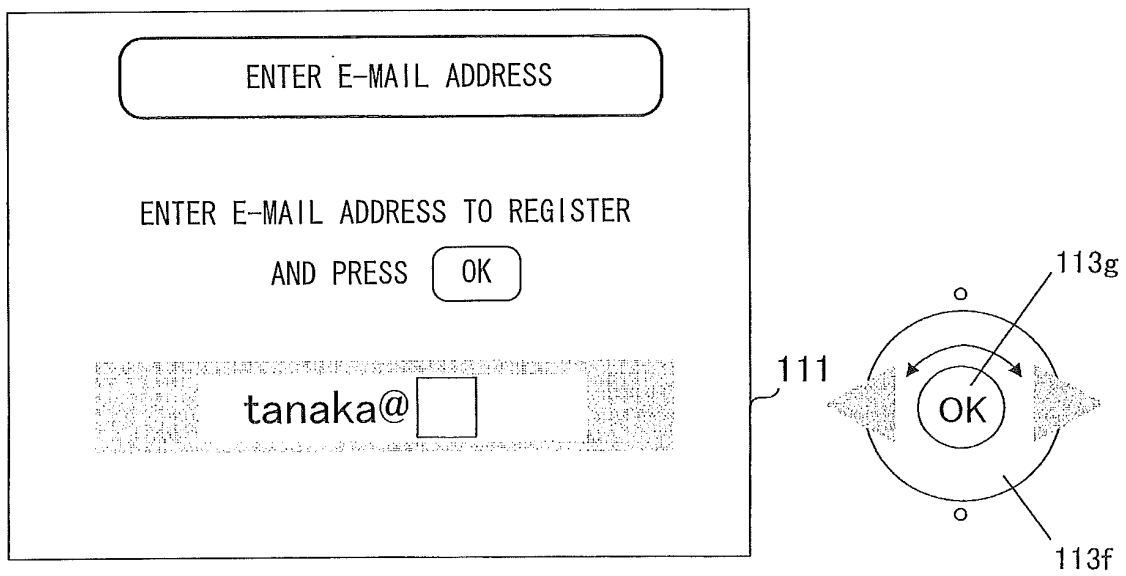 ENTER E-MAIL ADDRESS
ENTER E-MAIL ADDRESS TO REGISTER
AND PRESS OK
tanaka@
111
113g
OK
113f